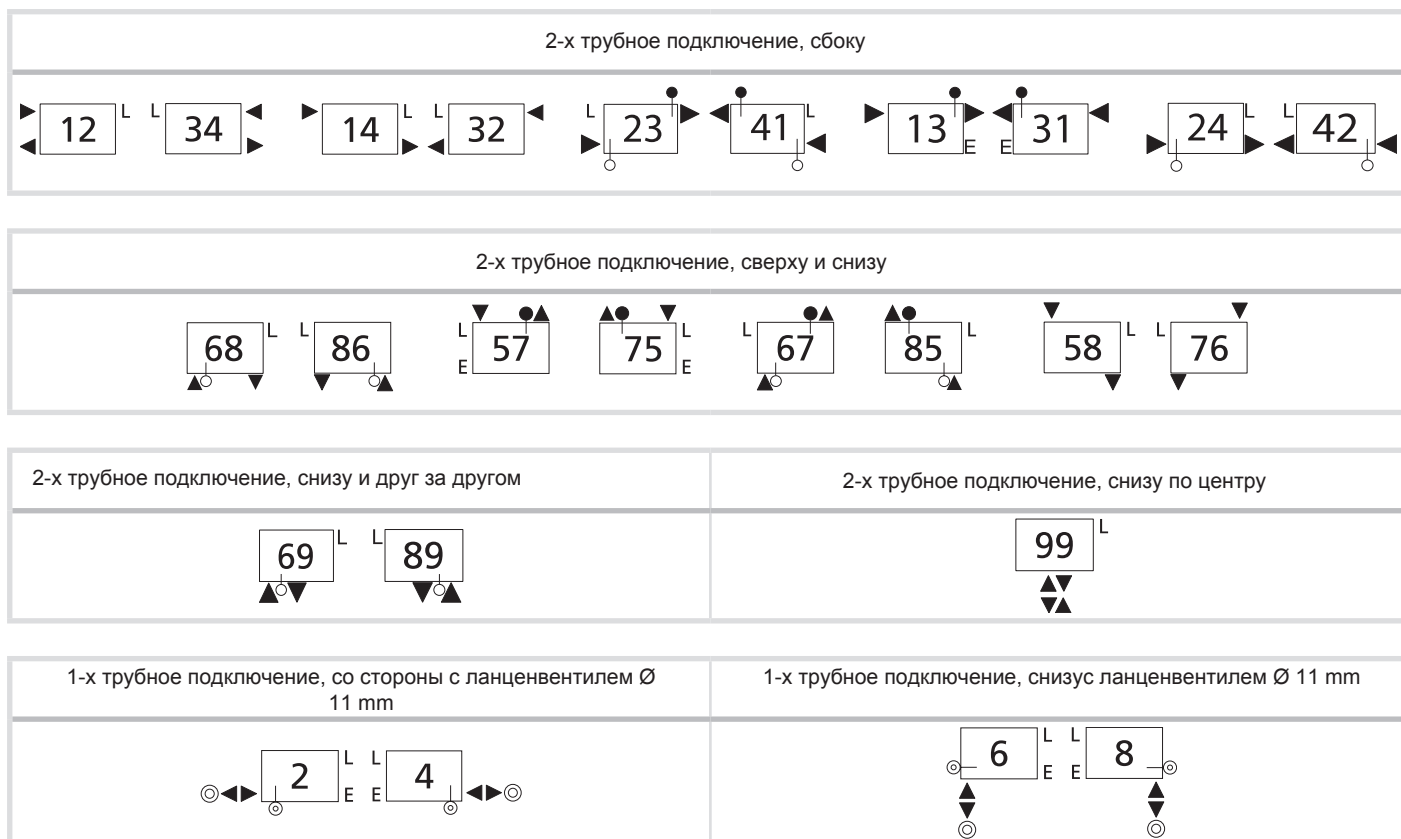 2-х трубное подключение, сбоку
12 L L 34 14 L L 32 L 23 41 L 13 E E 31 24 L L 42
2-х трубное подключение, сверху и снизу
68 L L 86 L E 57 75 L E L 67 85 L 58 L L 76
2-х трубное подключение, снизу и друг за другом
2-х трубное подключение, снизу по центру
69 L L 89
99 L
1-х трубное подключение, со стороны с ланценвентилем Ø
11 mm
1-х трубное подключение, снизус ланценвентилем Ø 11 mm
2 L E L E 4
6 L E L E 8